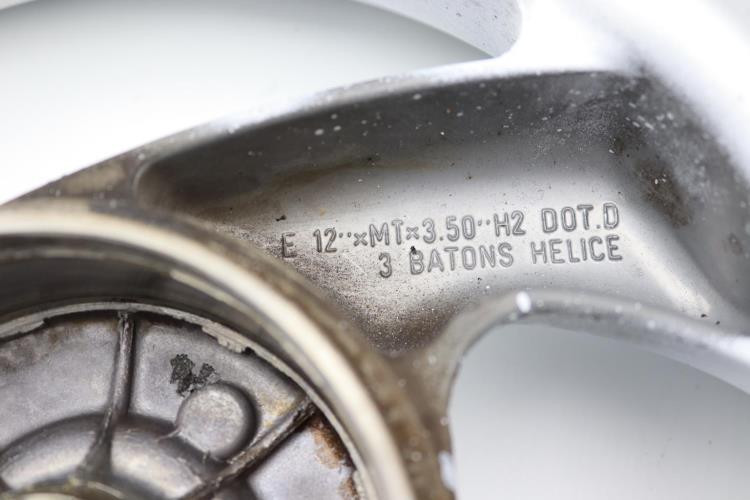 E 12''×MT×3.50''H2 DOT.D
3 BATONS HELICE